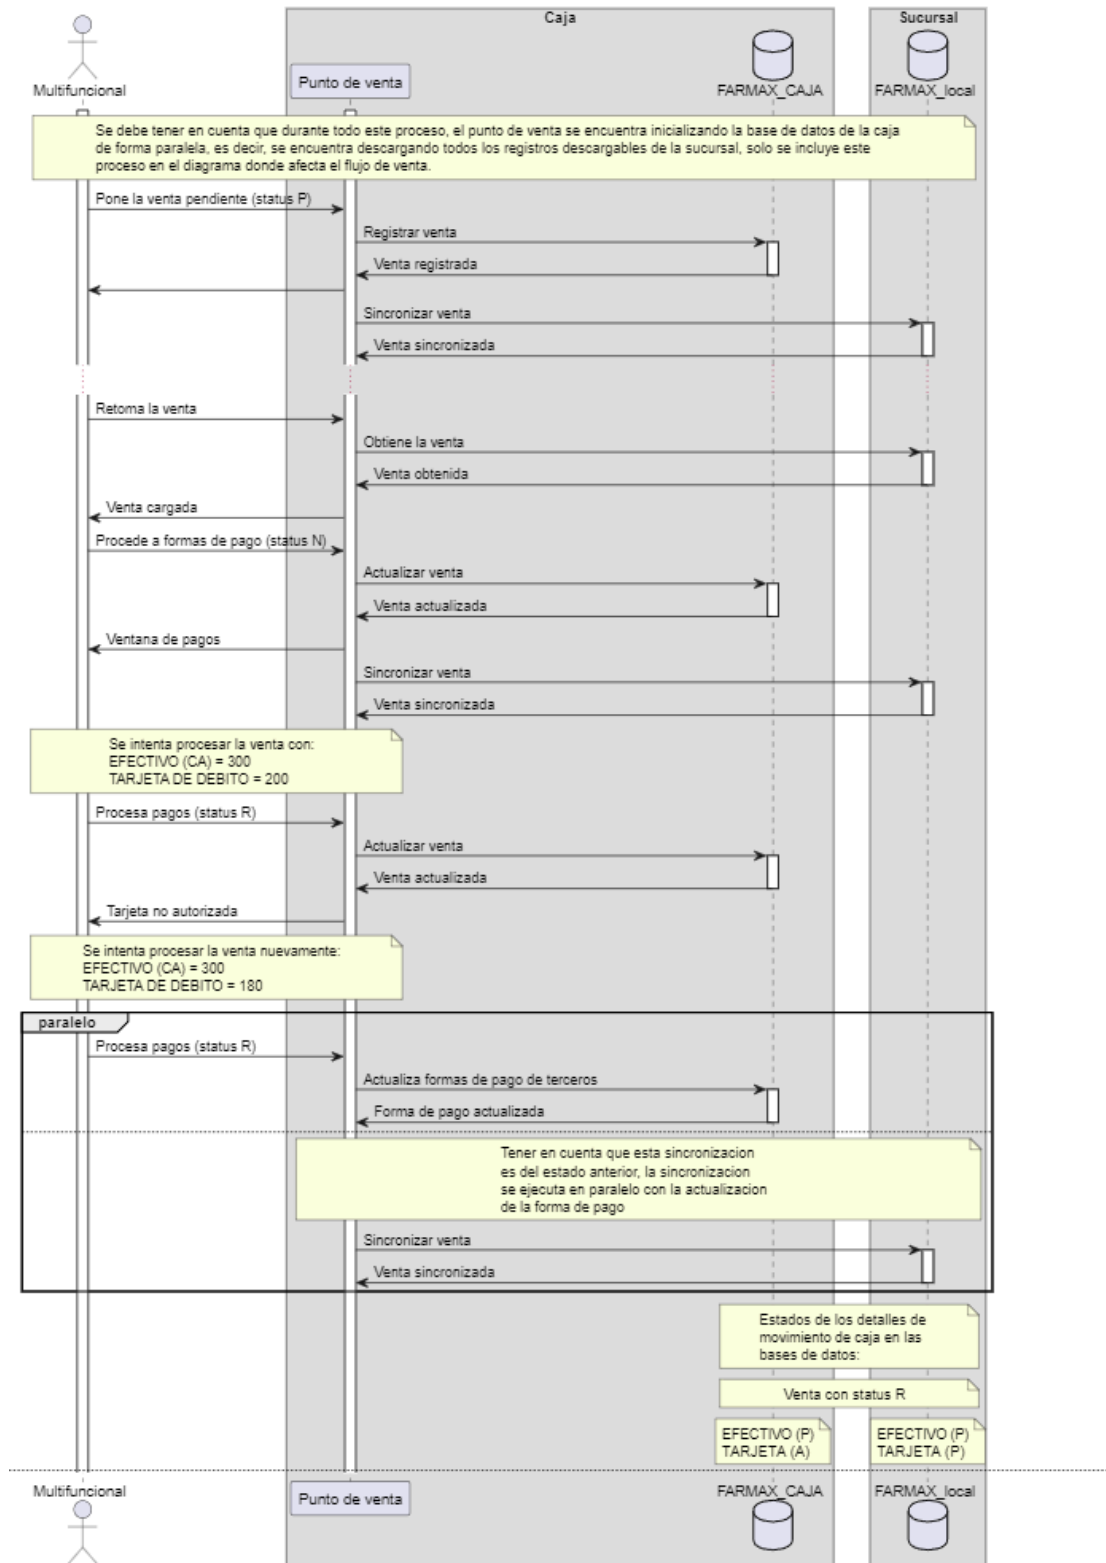 Caja
Sucursal
Multifuncional
Punto de venta
FARMAX_CAJA
FARMAX_local
Se debe tener en cuenta que durante todo este proceso, el punto de venta se encuentra inicializando la base de datos de la caja
de forma paralela, es decir, se encuentra descargando todos los registros descargables de la sucursal, solo se incluye este
proceso en el diagrama donde afecta el flujo de venta.
Pone la venta pendiente (status P)
Registrar venta
Venta registrada
Sincronizar venta
Venta sincronizada
Retoma la venta
Obtiene la venta
Venta obtenida
Venta cargada
Procede a formas de pago (status N)
Actualizar venta
Venta actualizada
Ventana de pagos
Sincronizar venta
Venta sincronizada
Se intenta procesar la venta con:
EFECTIVO (CA) = 300
TARJETA DE DEBITO = 200
Procesa pagos (status R)
Actualizar venta
Venta actualizada
Tarjeta no autorizada
Se intenta procesar la venta nuevamente:
EFECTIVO (CA) = 300
TARJETA DE DEBITO = 180
paralelo
Procesa pagos (status R)
Actualiza formas de pago de terceros
Forma de pago actualizada
Tener en cuenta que esta sincronizacion
es del estado anterior, la sincronizacion
se ejecuta en paralelo con la actualizacion
de la forma de pago
Sincronizar venta
Venta sincronizada
Estados de los detalles de
movimiento de caja en las
bases de datos:
Venta con status R
EFECTIVO (P)
TARJETA (A)
EFECTIVO (P)
TARJETA (P)
Multifuncional
Punto de venta
FARMAX_CAJA
FARMAX_local